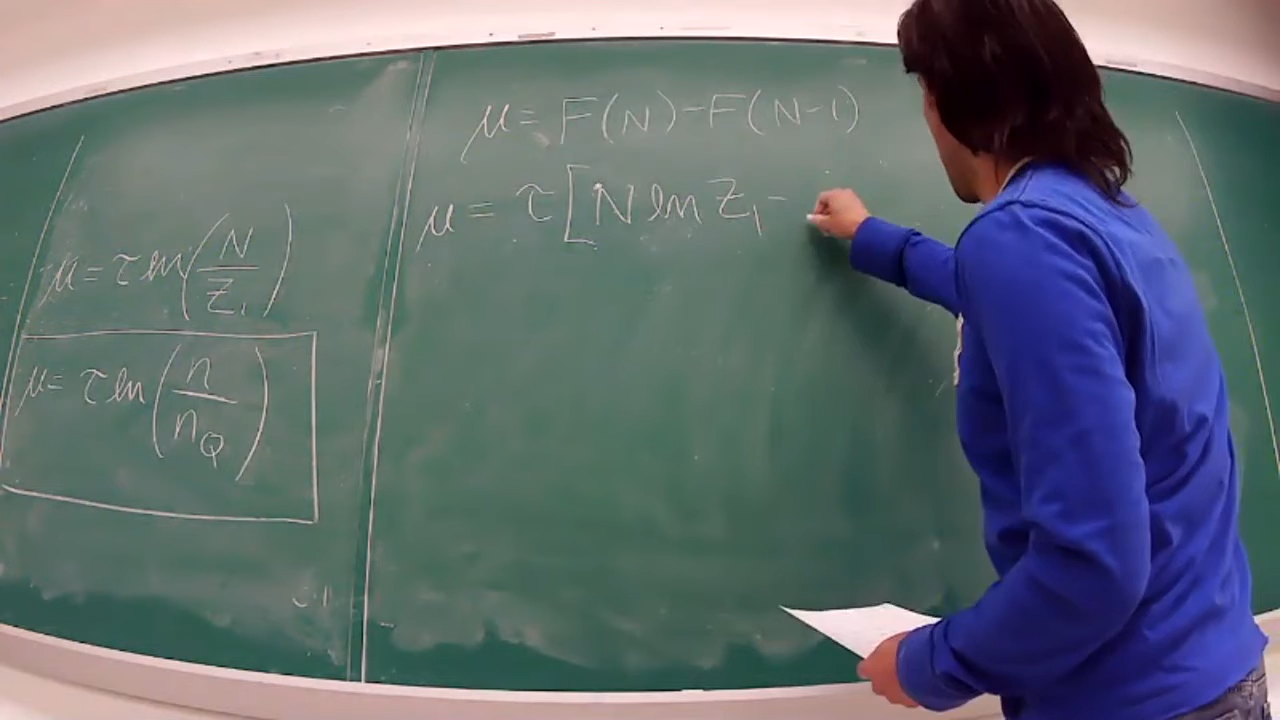 μ = τ ln(N/Z₁)
μ = τ ln(n/n_Q)
μ = F(N) - F(N-1)
μ = τ[N ln Z₁ -